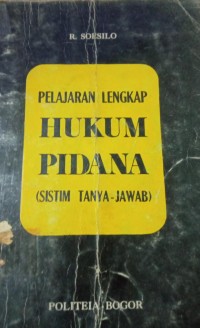 R. SOESILO
PELAJARAN LENGKAP
HUKUM
PIDANA
(SISTIM TANYA-JAWAB)
POLITEIA-BOGOR